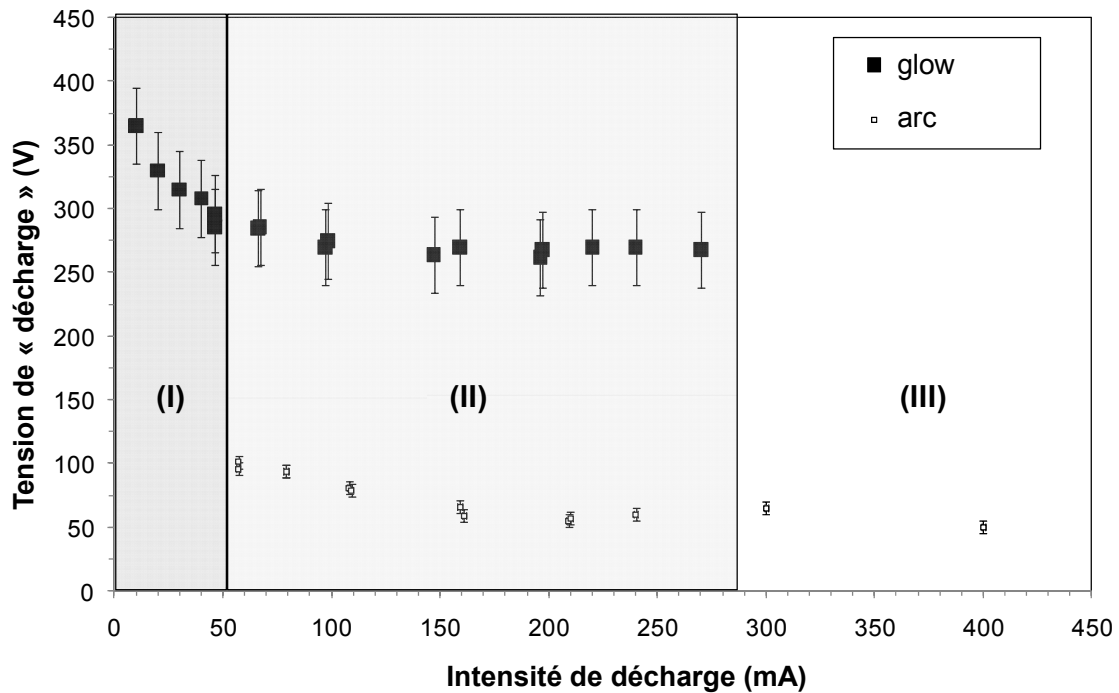 450
400
350
300
250
200
150
100
50
0
Tension de « décharge » (V)
glow
arc
(I)
(II)
(III)
0 50 100 150 200 250 300 350 400 450
Intensité de décharge (mA)